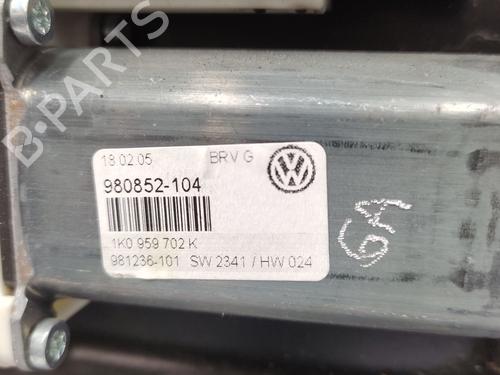 18.02.05 BRV G
980852-104
1K0 959 702 K
981236-101 SW 2341 / HW 024
B-PARTS